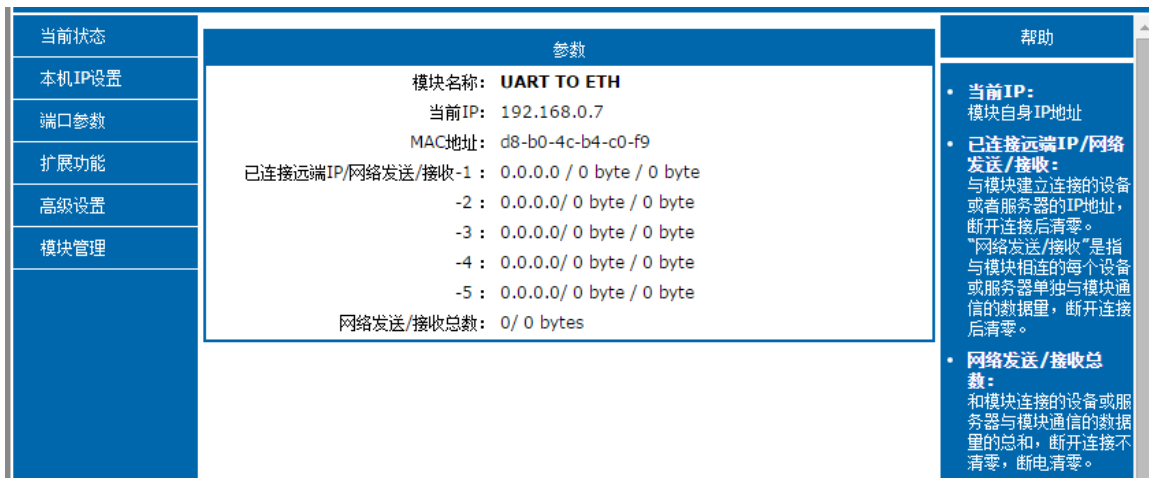 当前状态
本机IP设置
端口参数
扩展功能
高级设置
模块管理
参数
模块名称: UART TO ETH
当前IP: 192.168.0.7
MAC地址: d8-b0-4c-b4-c0-f9
已连接远端IP/网络发送/接收-1 : 0.0.0.0 / 0 byte / 0 byte
-2 : 0.0.0.0/ 0 byte / 0 byte
-3 : 0.0.0.0/ 0 byte / 0 byte
-4 : 0.0.0.0/ 0 byte / 0 byte
-5 : 0.0.0.0/ 0 byte / 0 byte
网络发送/接收总数: 0/ 0 bytes
帮助
• 当前IP:
模块自身IP地址
• 已连接远端IP/网络
发送/接收:
与模块建立连接的设备
或者服务器的IP地址，
断开连接后清零。
“网络发送/接收”是指
与模块相连的每个设备
或服务器单独与模块通
信的数据量，断开连接
后清零。
• 网络发送/接收总
数:
和模块连接的设备或服
务器与模块通信的数据
量的总和，断开连接不
清零，断电清零。